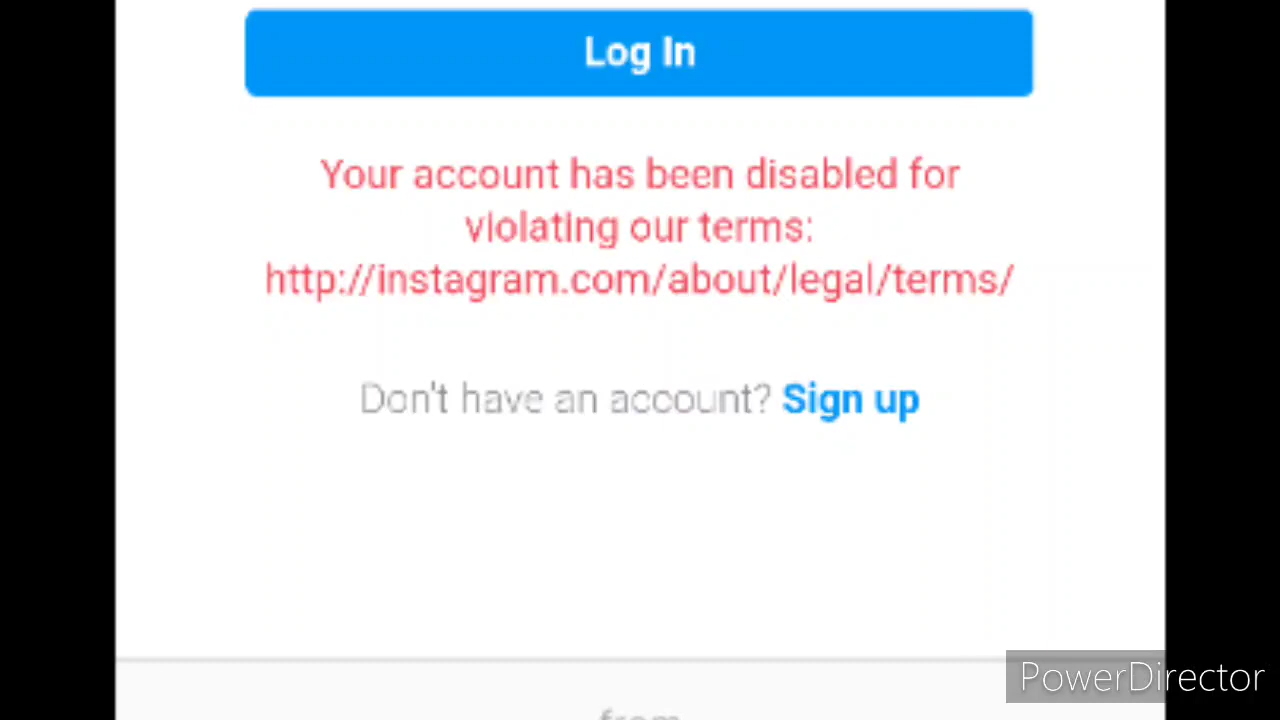 Log In
Your account has been disabled for
violating our terms:
http://instagram.com/about/legal/terms/
Don't have an account? Sign up
PowerDirector
from